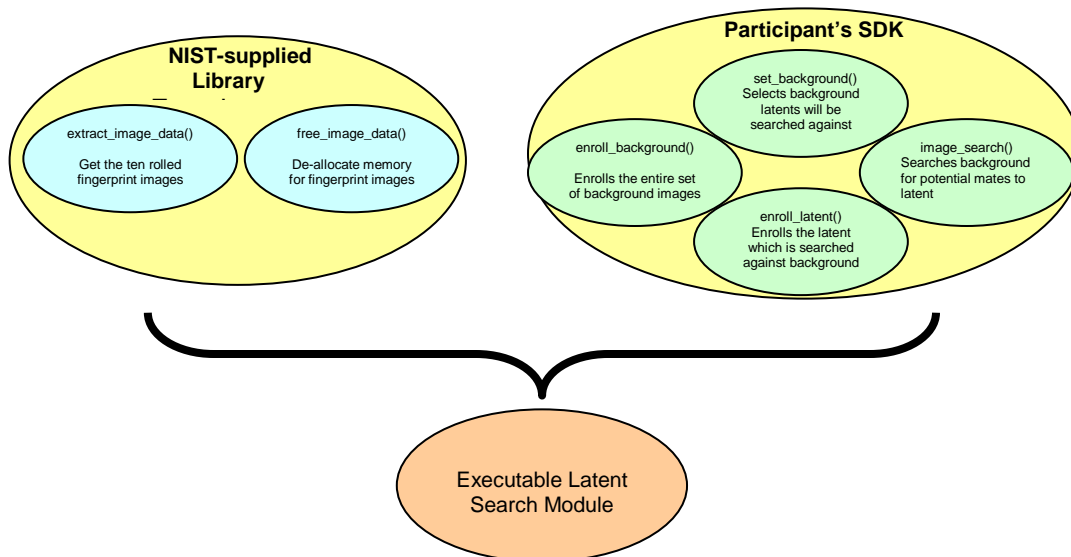 NIST-supplied
Library
extract_image_data()
Get the ten rolled
fingerprint images
free_image_data()
De-allocate memory
for fingerprint images
Participant's SDK
set_background()
Selects background
latents will be
searched against
enroll_background()
Enrolls the entire set
of background images
image_search()
Searches background
for potential mates to
latent
enroll_latent()
Enrolls the latent
which is searched
against background
Executable Latent
Search Module